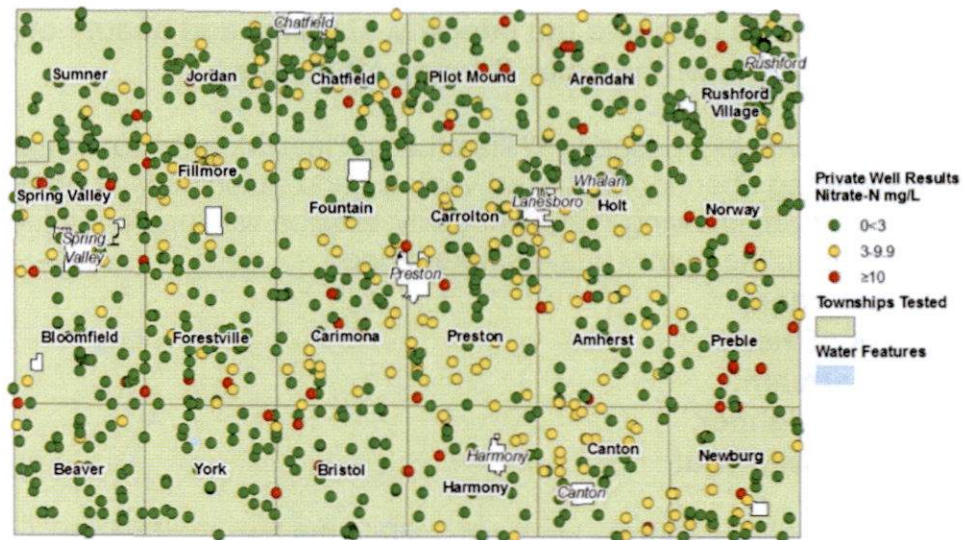 Chatfield
Sumner
Jordan
Chatfield
Pilot Mound
Arendahl
Rushford
Rushford
Village
Spring Valley
Fillmore
Fountain
Carrolton
Whalan
Lanesboro
Holt
Norway
Spring
Valley
Preston
Bloomfield
Forestville
Carimona
Preston
Amherst
Preble
Beaver
York
Bristol
Harmony
Harmony
Canton
Canton
Newburg
Private Well Results
Nitrate-N mg/L
0<3
3-9.9
≥10
Townships Tested
Water Features